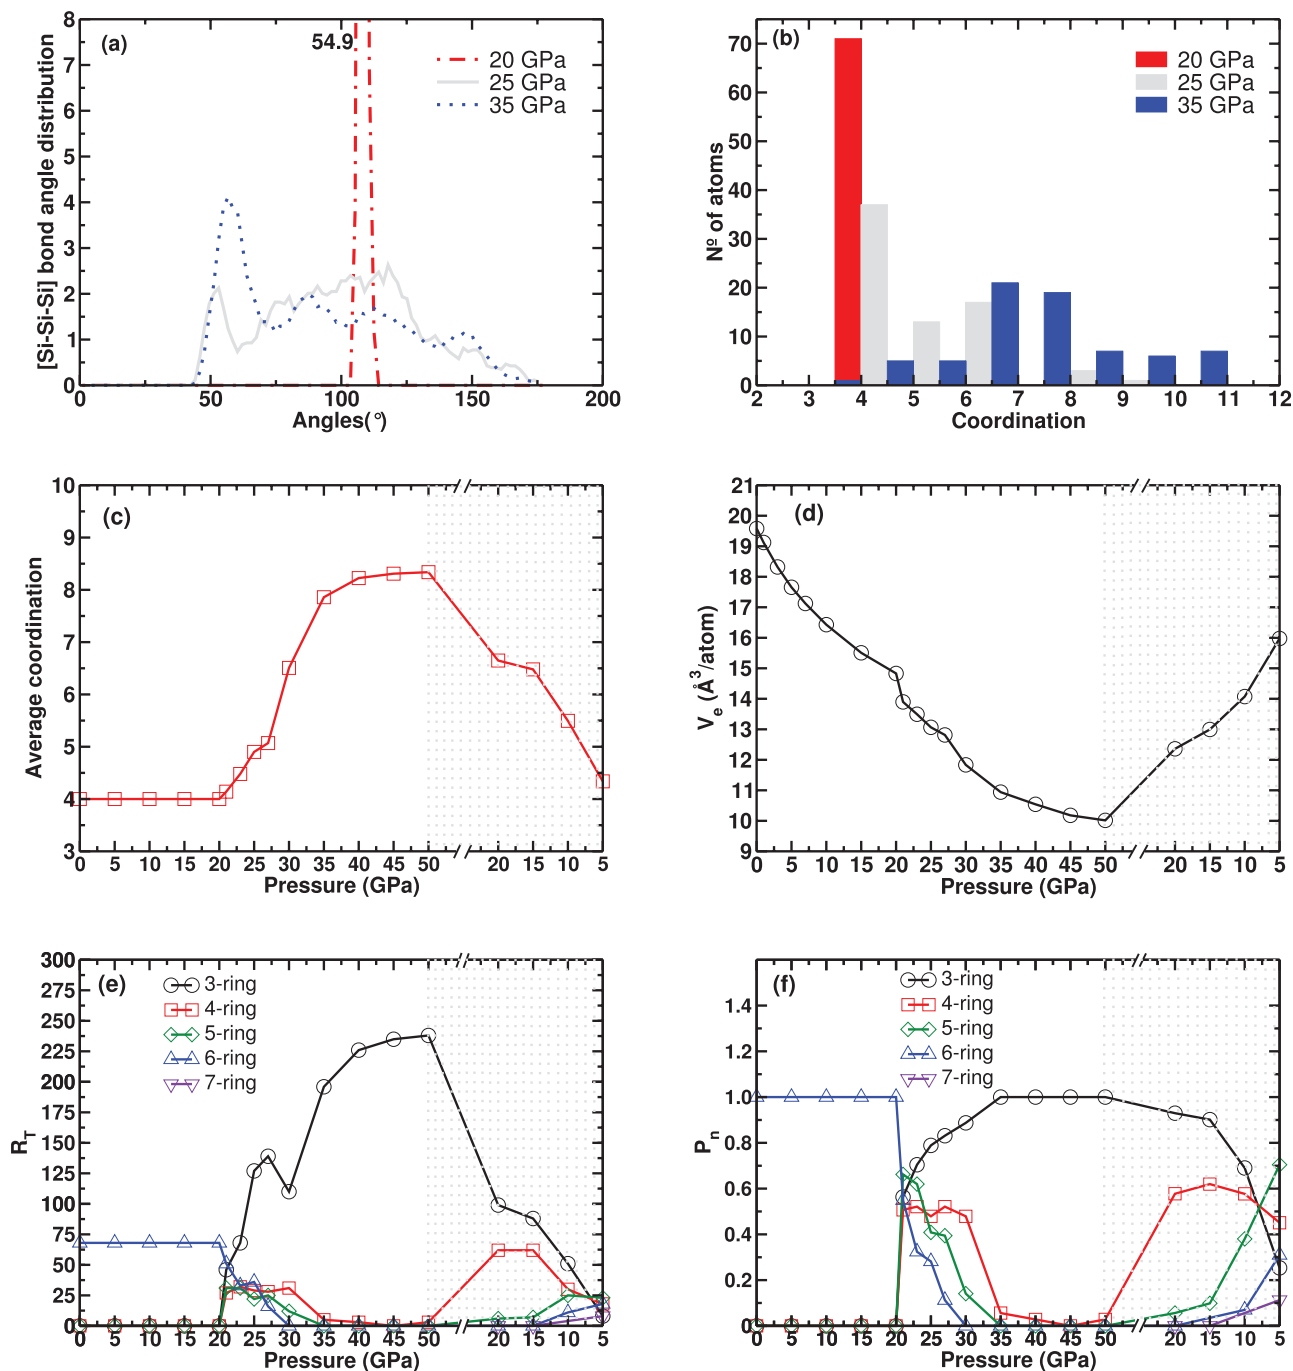 (a)
54.9
20 GPa
25 GPa
35 GPa
[Si-Si-Si] bond angle distribution
0 1 2 3 4 5 6 7 8
0 50 100 150 200
Angles(°)
(b)
20 GPa
25 GPa
35 GPa
Nº of atoms
0 10 20 30 40 50 60 70
2 3 4 5 6 7 8 9 10 11 12
Coordination
(c)
Average coordination
3 4 5 6 7 8 9 10
0 5 10 15 20 25 30 35 40 45 50 // 20 15 10 5
Pressure (GPa)
(d)
Vₑ (Å³/atom)
9 10 11 12 13 14 15 16 17 18 19 20 21
0 5 10 15 20 25 30 35 40 45 50 // 20 15 10 5
Pressure (GPa)
(e)
3-ring
4-ring
5-ring
6-ring
7-ring
R_T
0 25 50 75 100 125 150 175 200 225 250 275 300
0 5 10 15 20 25 30 35 40 45 50 // 20 15 10 5
Pressure (GPa)
(f)
3-ring
4-ring
5-ring
6-ring
7-ring
Pₙ
0 0.2 0.4 0.6 0.8 1.0 1.2 1.4
0 5 10 15 20 25 30 35 40 45 50 // 20 15 10 5
Pressure (GPa)